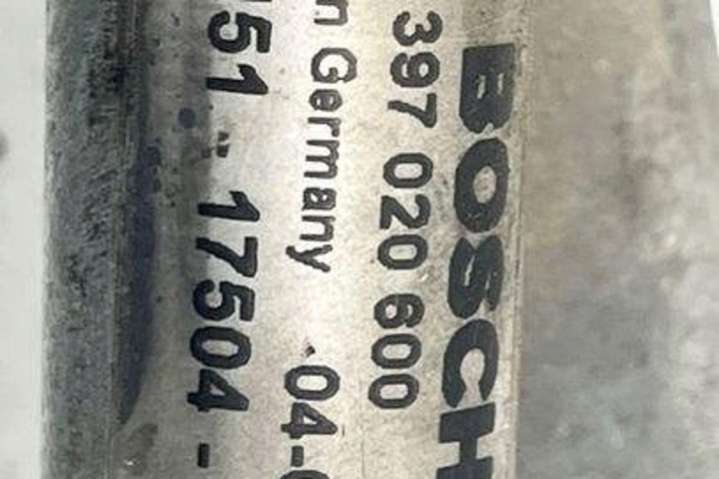 BOSCH
397 020 600
n Germany 04-
51 - 17504 -